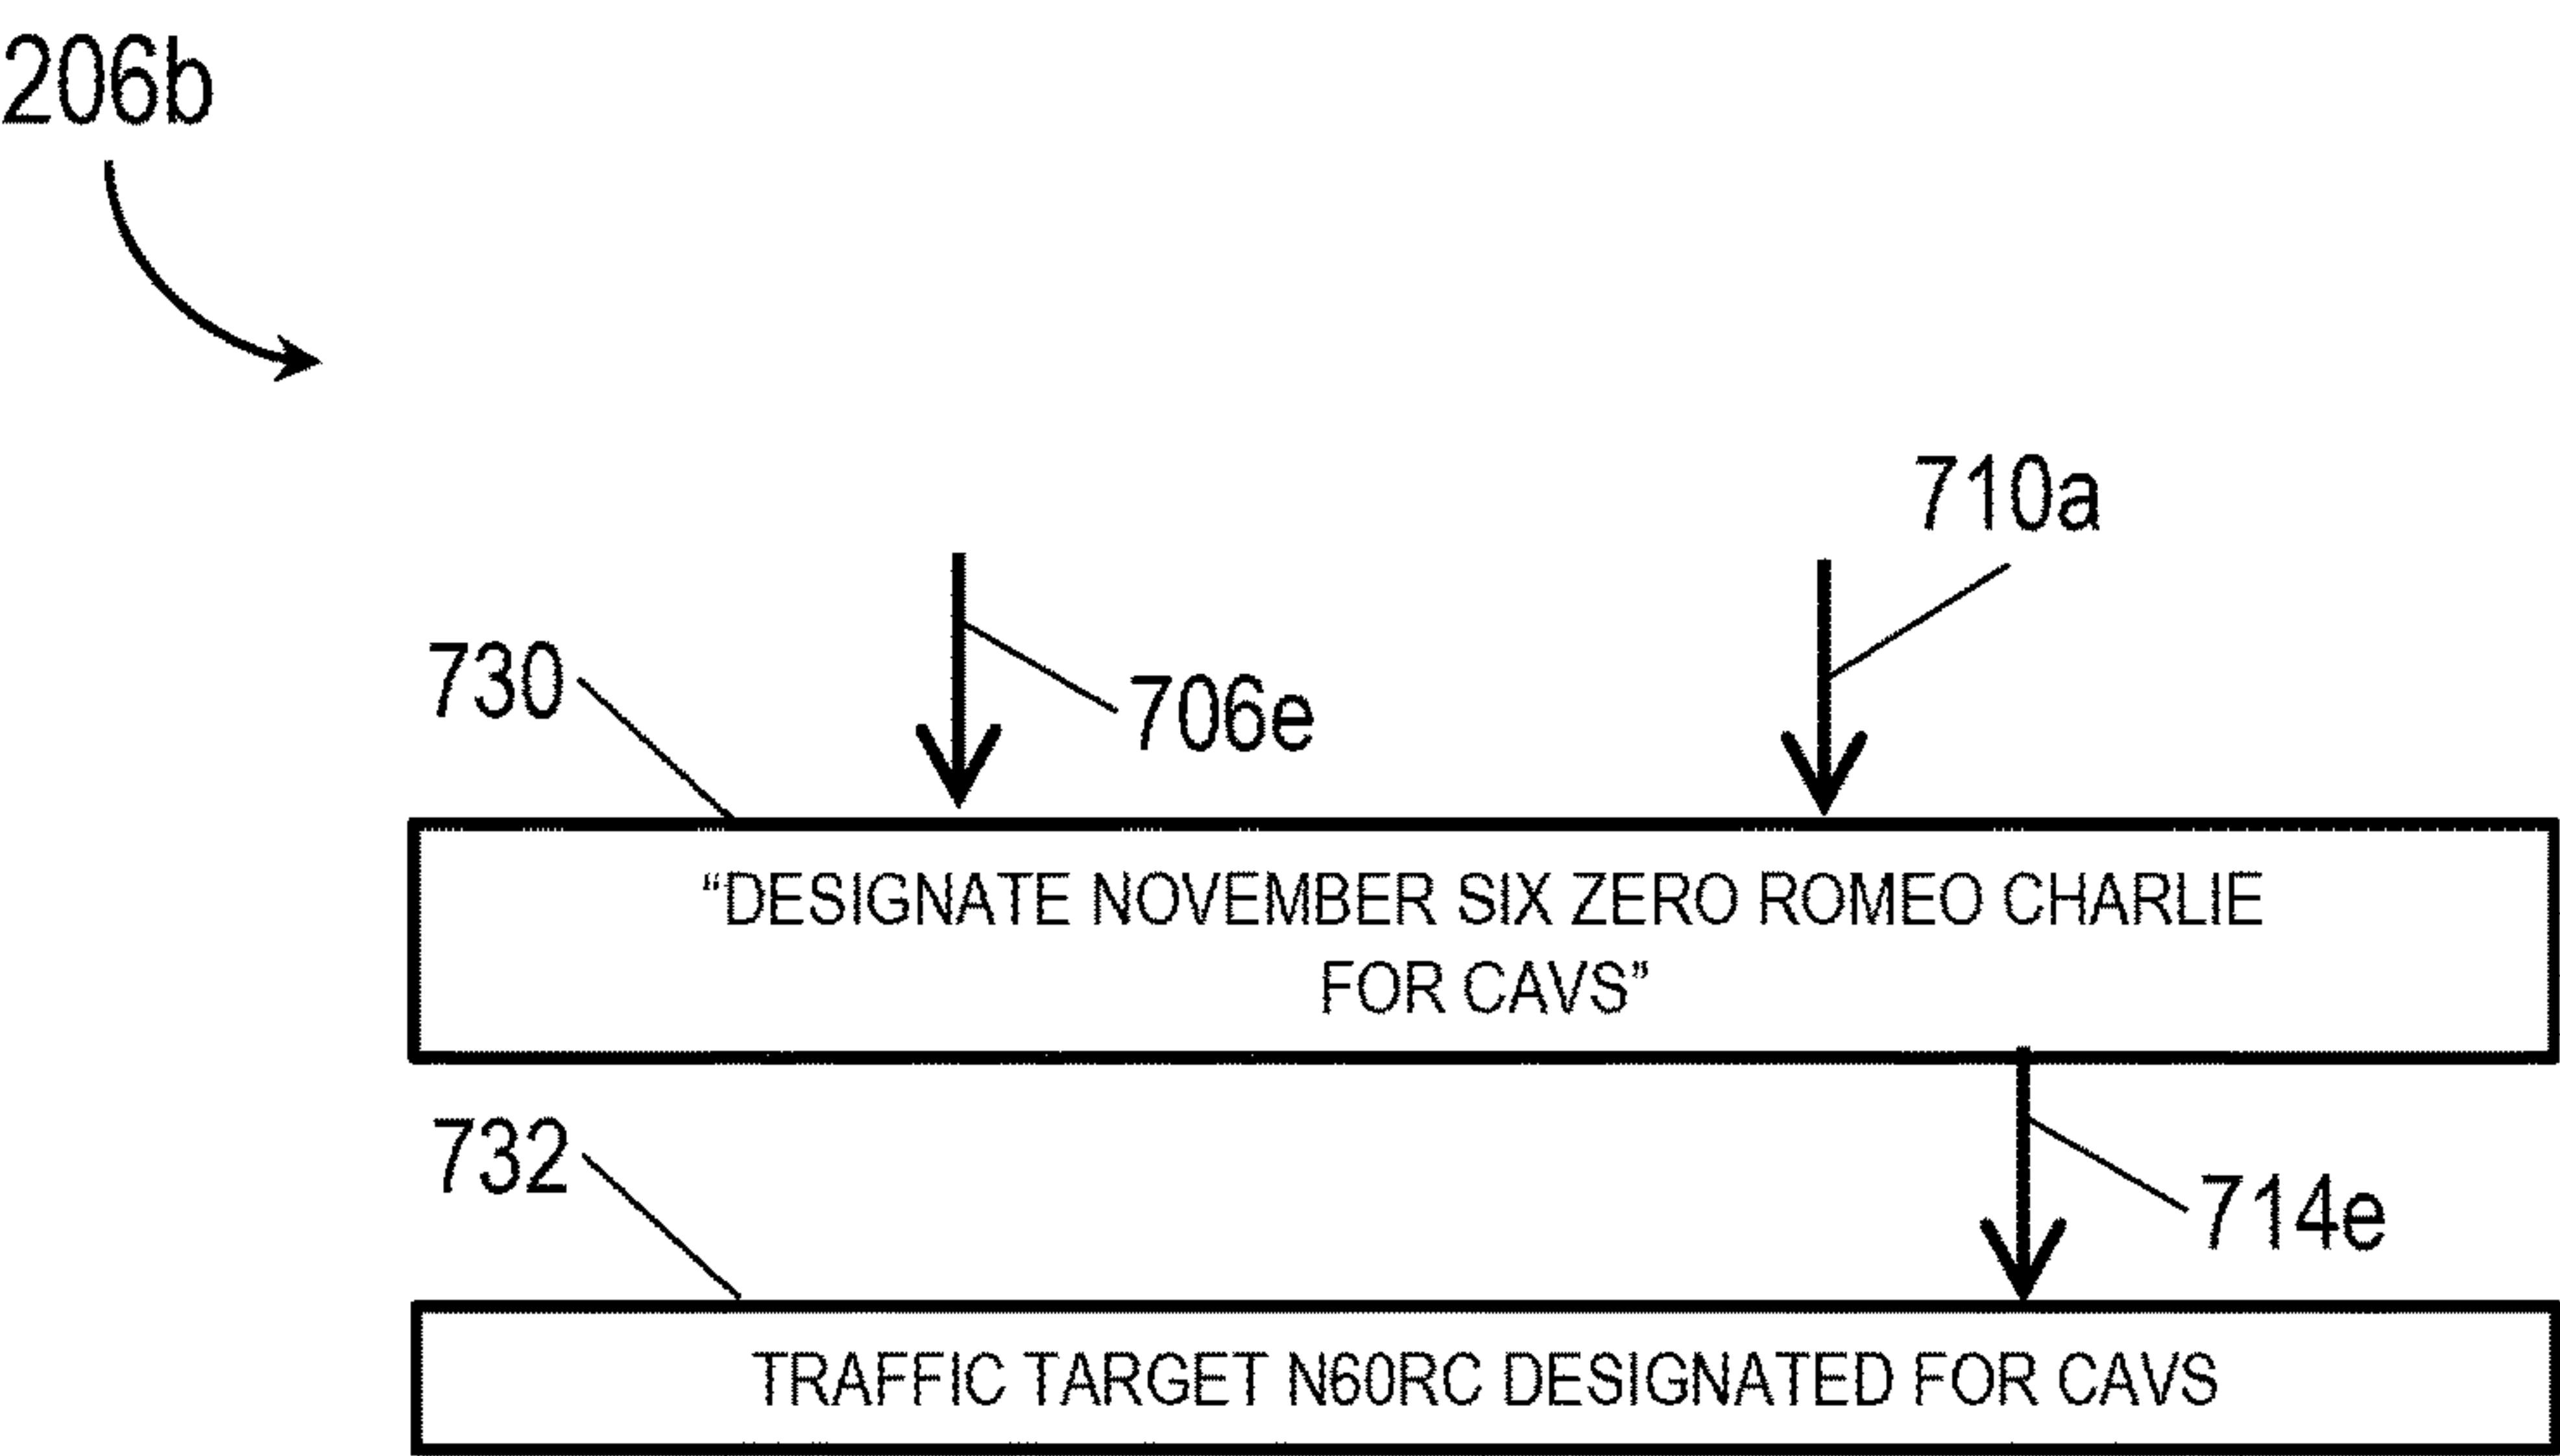 206b
710a
730
706e
“DESIGNATE NOVEMBER SIX ZERO ROMEO CHARLIE
FOR CAVS”
732
714e
TRAFFIC TARGET N60RC DESIGNATED FOR CAVS